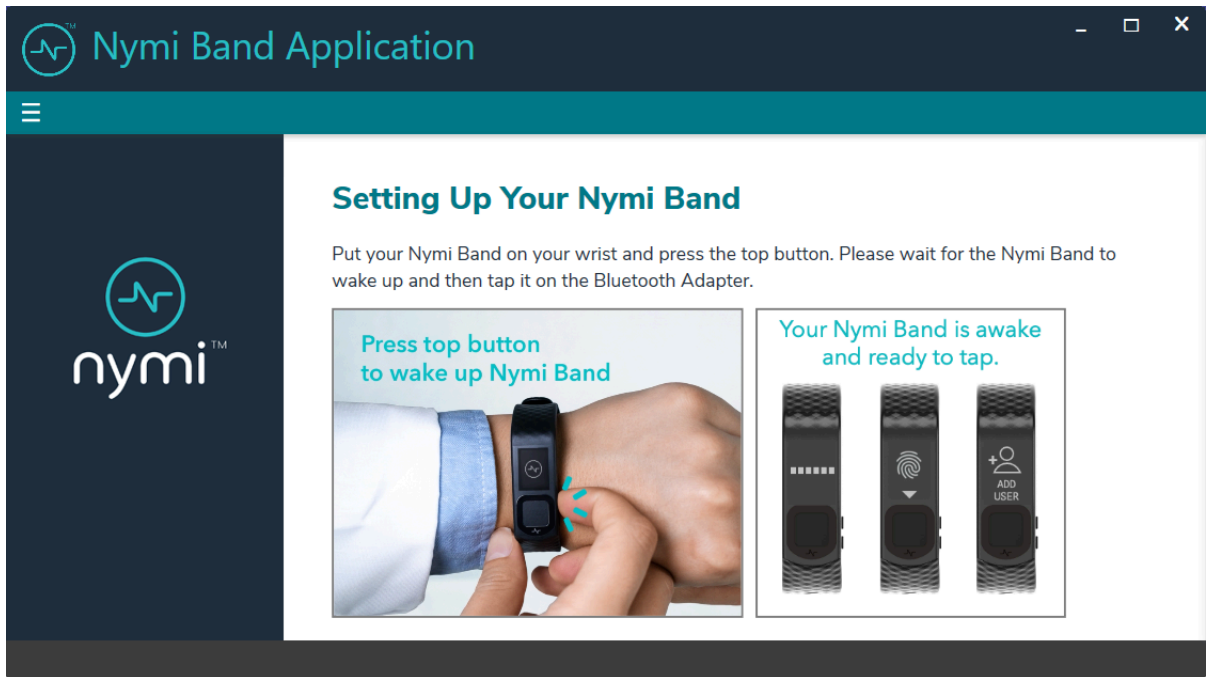 Nymi Band Application
TM
nymi™
Setting Up Your Nymi Band
Put your Nymi Band on your wrist and press the top button. Please wait for the Nymi Band to
wake up and then tap it on the Bluetooth Adapter.
Press top button
to wake up Nymi Band
Your Nymi Band is awake
and ready to tap.
ADD
USER